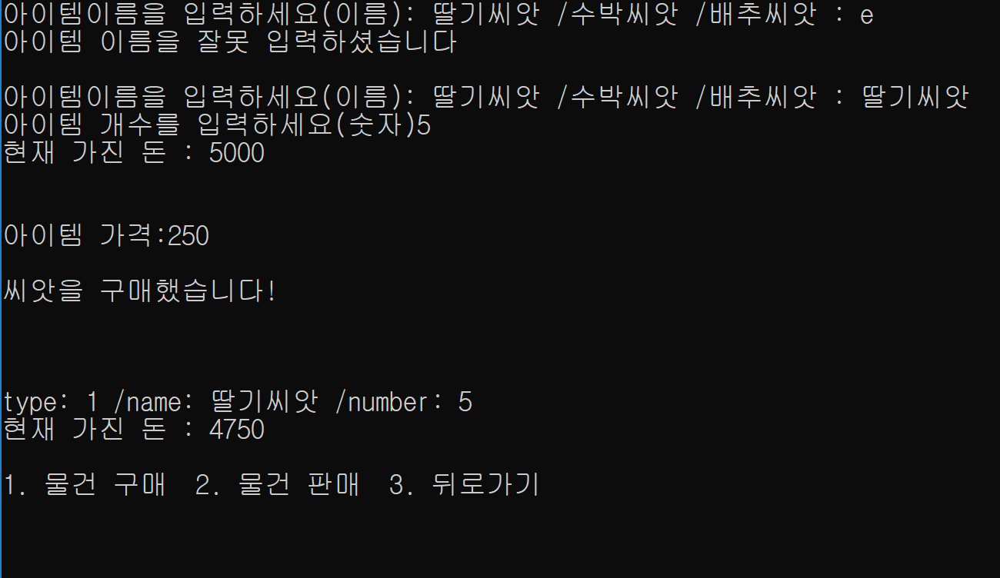 아이템이름을 입력하세요(이름): 딸기씨앗 /수박씨앗 /배추씨앗 : e
아이템 이름을 잘못 입력하셨습니다
아이템이름을 입력하세요(이름): 딸기씨앗 /수박씨앗 /배추씨앗 : 딸기씨앗
아이템 개수를 입력하세요(숫자)5
현재 가진 돈 : 5000
아이템 가격:250
씨앗을 구매했습니다!
type: 1 /name: 딸기씨앗 /number: 5
현재 가진 돈 : 4750
1. 물건 구매  2. 물건 판매  3. 뒤로가기